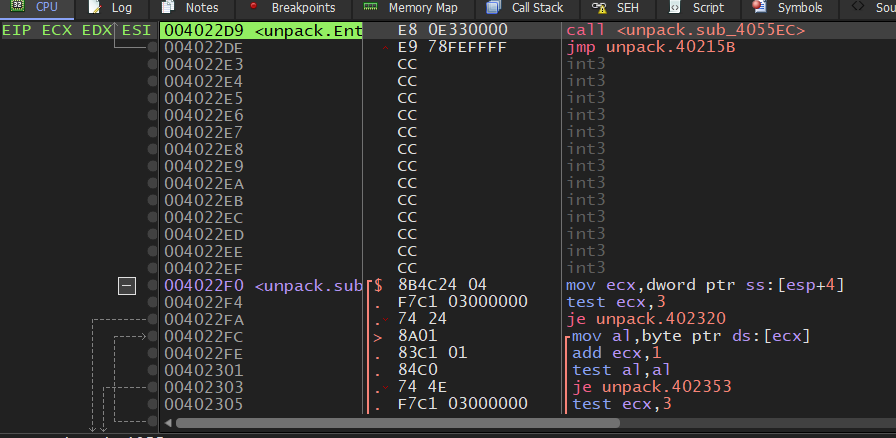 CPU Log Notes Breakpoints Memory Map Call Stack SEH Script Symbols Sou
EIP ECX EDX ESI 004022D9 <unpack.Ent E8 0E330000 call <unpack.sub_4055EC>
004022DE E9 78FEFFFF jmp unpack.40215B
004022E3 CC int3
004022E4 CC int3
004022E5 CC int3
004022E6 CC int3
004022E7 CC int3
004022E8 CC int3
004022E9 CC int3
004022EA CC int3
004022EB CC int3
004022EC CC int3
004022ED CC int3
004022EE CC int3
004022EF CC int3
004022F0 <unpack.sub $ 8B4C24 04 mov ecx,dword ptr ss:[esp+4]
004022F4 . F7C1 03000000 test ecx,3
004022FA . 74 24 je unpack.402320
004022FC > 8A01 mov al,byte ptr ds:[ecx]
004022FE . 83C1 01 add ecx,1
00402301 . 84C0 test al,al
00402303 . 74 4E je unpack.402353
00402305 . F7C1 03000000 test ecx,3